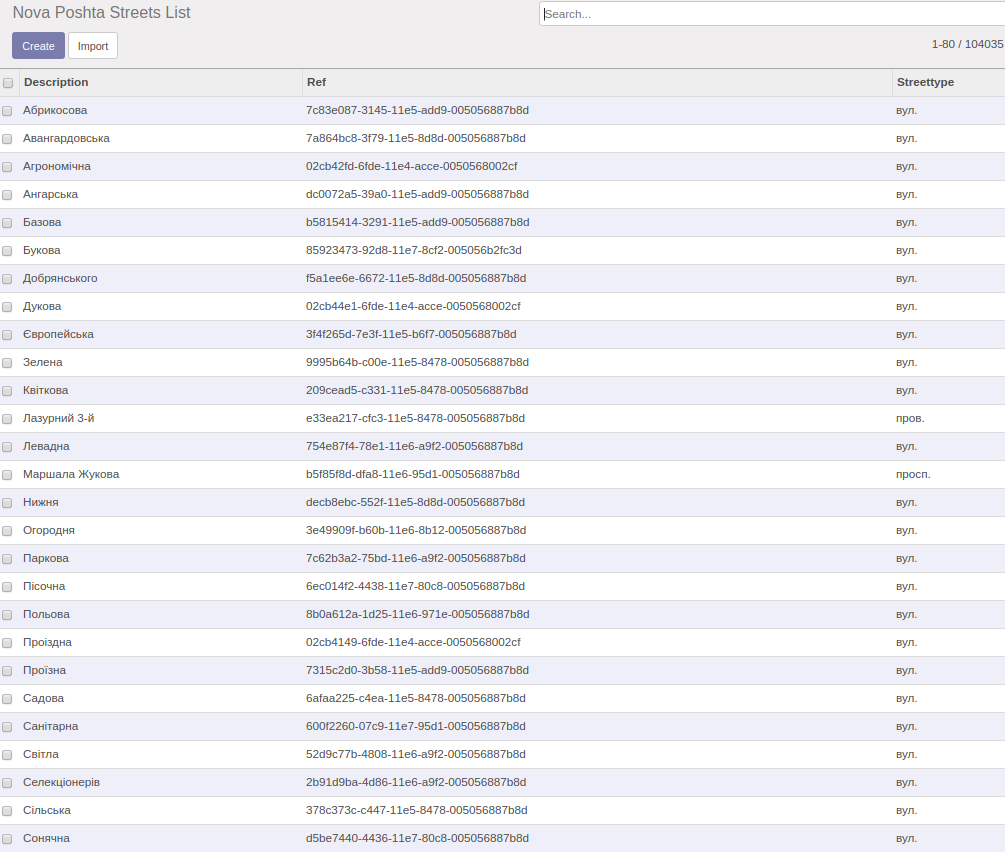 Nova Poshta Streets List
Search...
Create Import
1-80 / 104035
Description Ref Streettype
Абрикосова 7c83e087-3145-11e5-add9-005056887b8d вул.
Авангардовська 7a864bc8-3f79-11e5-8d8d-005056887b8d вул.
Агрономічна 02cb42fd-6fde-11e4-acce-0050568002cf вул.
Ангарська dc0072a5-39a0-11e5-add9-005056887b8d вул.
Базова b5815414-3291-11e5-add9-005056887b8d вул.
Букова 85923473-92d8-11e7-8cf2-005056b2fc3d вул.
Добрянського f5a1ee6e-6672-11e5-8d8d-005056887b8d вул.
Дукова 02cb44e1-6fde-11e4-acce-0050568002cf вул.
Європейська 3f4f265d-7e3f-11e5-b6f7-005056887b8d вул.
Зелена 9995b64b-c00e-11e5-8478-005056887b8d вул.
Квіткова 209cead5-c331-11e5-8478-005056887b8d вул.
Лазурний 3-й e33ea217-cfc3-11e5-8478-005056887b8d пров.
Левадна 754e87f4-78e1-11e6-a9f2-005056887b8d вул.
Маршала Жукова b5f85f8d-dfa8-11e6-95d1-005056887b8d просп.
Нижня decb8ebc-552f-11e5-8d8d-005056887b8d вул.
Огородня 3e49909f-b60b-11e6-8b12-005056887b8d вул.
Паркова 7c62b3a2-75bd-11e6-a9f2-005056887b8d вул.
Пісочна 6ec014f2-4438-11e7-80c8-005056887b8d вул.
Польова 8b0a612a-1d25-11e6-971e-005056887b8d вул.
Проіздна 02cb4149-6fde-11e4-acce-0050568002cf вул.
Проїзна 7315c2d0-3b58-11e5-add9-005056887b8d вул.
Садова 6afaa225-c4ea-11e5-8478-005056887b8d вул.
Санітарна 600f2260-07c9-11e7-95d1-005056887b8d вул.
Світла 52d9c77b-4808-11e6-a9f2-005056887b8d вул.
Селекціонерів 2b91d9ba-4d86-11e6-a9f2-005056887b8d вул.
Сільська 378c373c-c447-11e5-8478-005056887b8d вул.
Сонячна d5be7440-4436-11e7-80c8-005056887b8d вул.